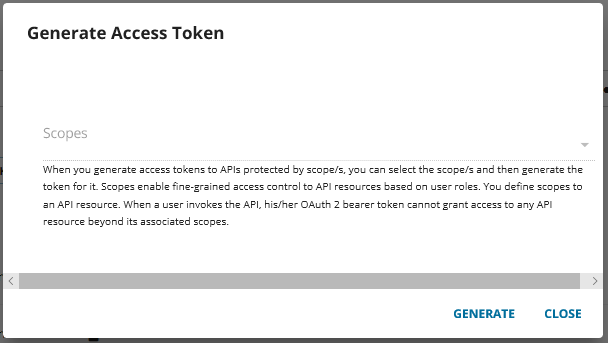 Generate Access Token
Scopes
When you generate access tokens to APIs protected by scope/s, you can select the scope/s and then generate the
token for it. Scopes enable fine-grained access control to API resources based on user roles. You define scopes to
an API resource. When a user invokes the API, his/her OAuth 2 bearer token cannot grant access to any API
resource beyond its associated scopes.
GENERATE CLOSE